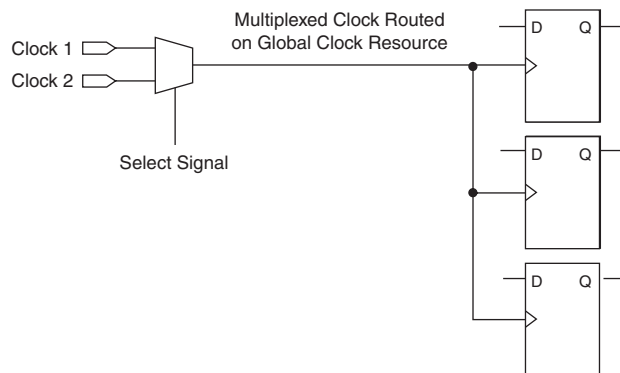 Multiplexed Clock Routed
on Global Clock Resource
Clock 1
Clock 2
Select Signal
D Q
D Q
D Q